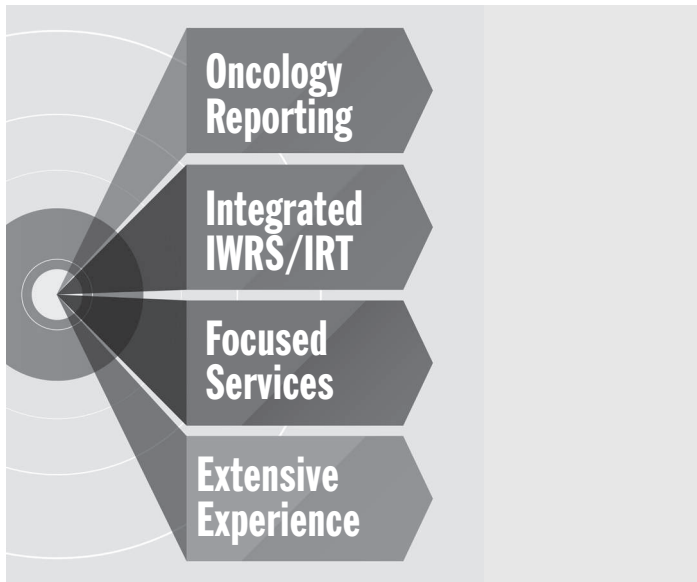 Oncology
Reporting
Integrated
IWRS/IRT
Focused
Services
Extensive
Experience